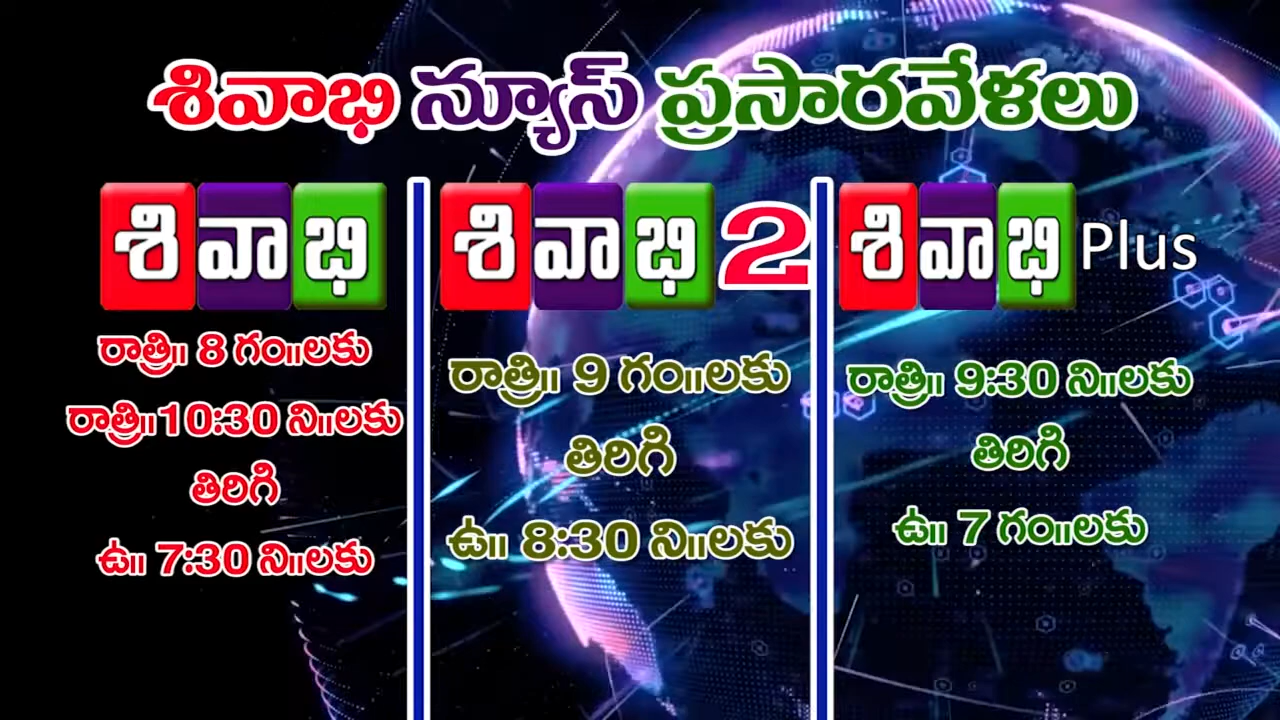 శివాభి న్యూస్ ప్రసారవేళలు
శివాభి
రాత్రి॥ 8 గం॥లకు
రాత్రి॥10:30 ని॥లకు
తిరిగి
ఉ॥ 7:30 ని॥లకు
శివాభి 2
రాత్రి॥ 9 గం॥లకు
తిరిగి
ఉ॥ 8:30 ని॥లకు
శివాభి Plus
రాత్రి॥ 9:30 ని॥లకు
తిరిగి
ఉ॥ 7 గం॥లకు